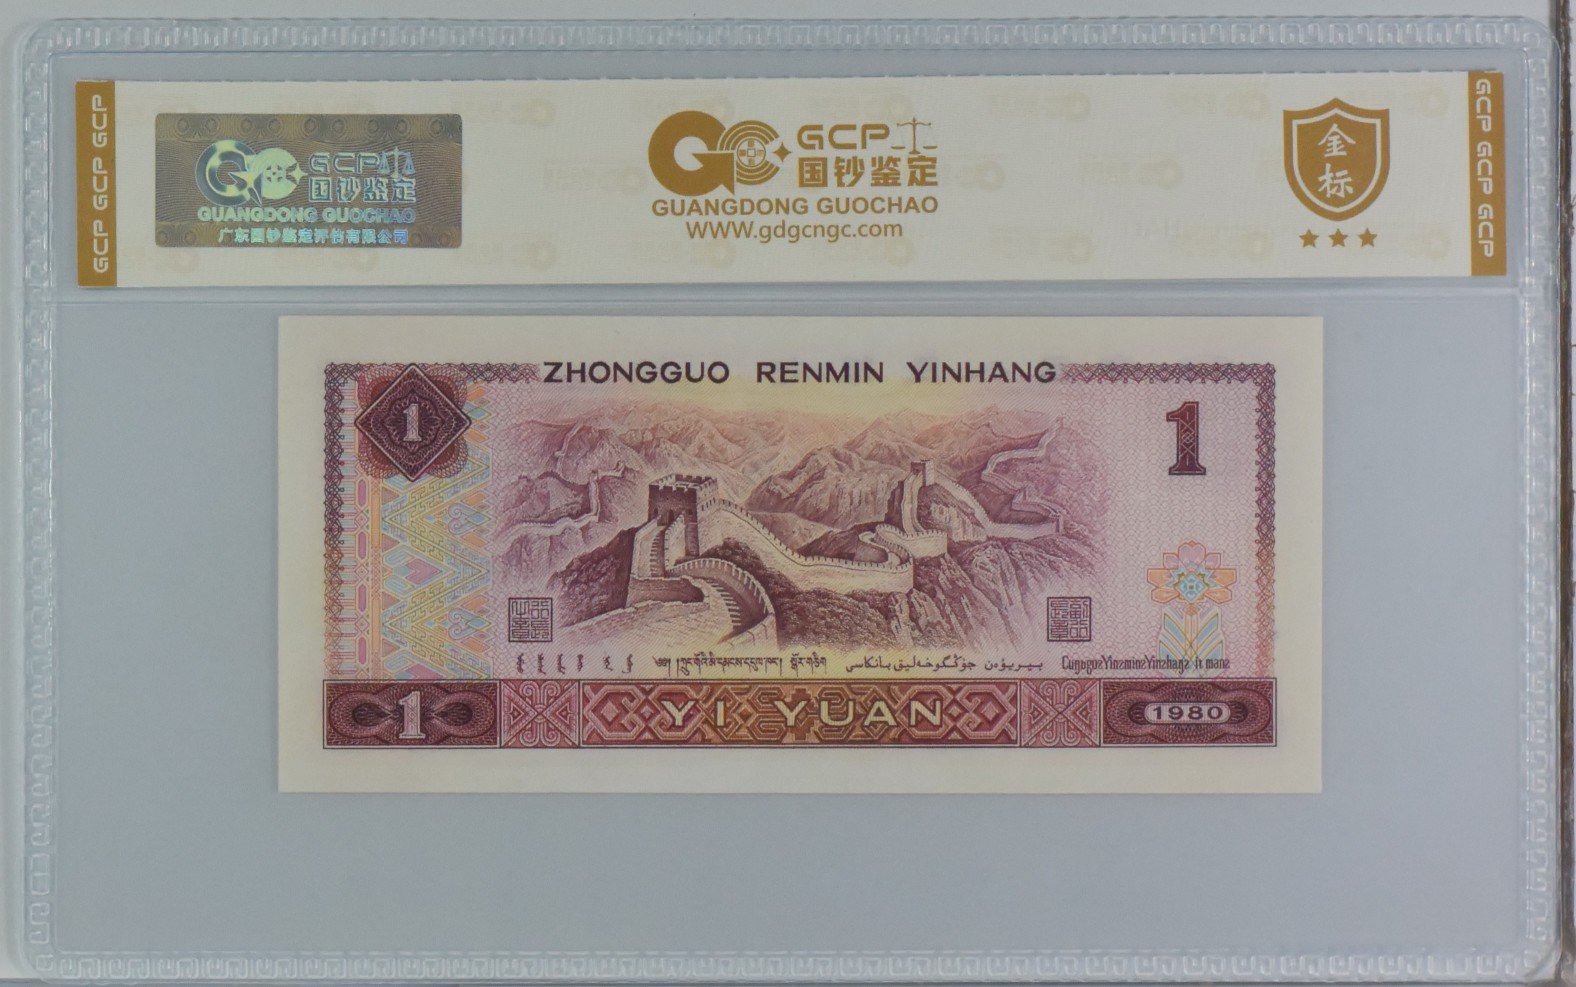 GCP GCP GCP
GCP
国钞鉴定
GUANGDONG GUOCHAO
广东国钞鉴定评估有限公司
GCP
国钞鉴定
GUANGDONG GUOCHAO
WWW.gdgcngc.com
金
标
GCP GCP GCP
ZHONGGUO RENMIN YINHANG
1
1
1
YI YUAN
1980